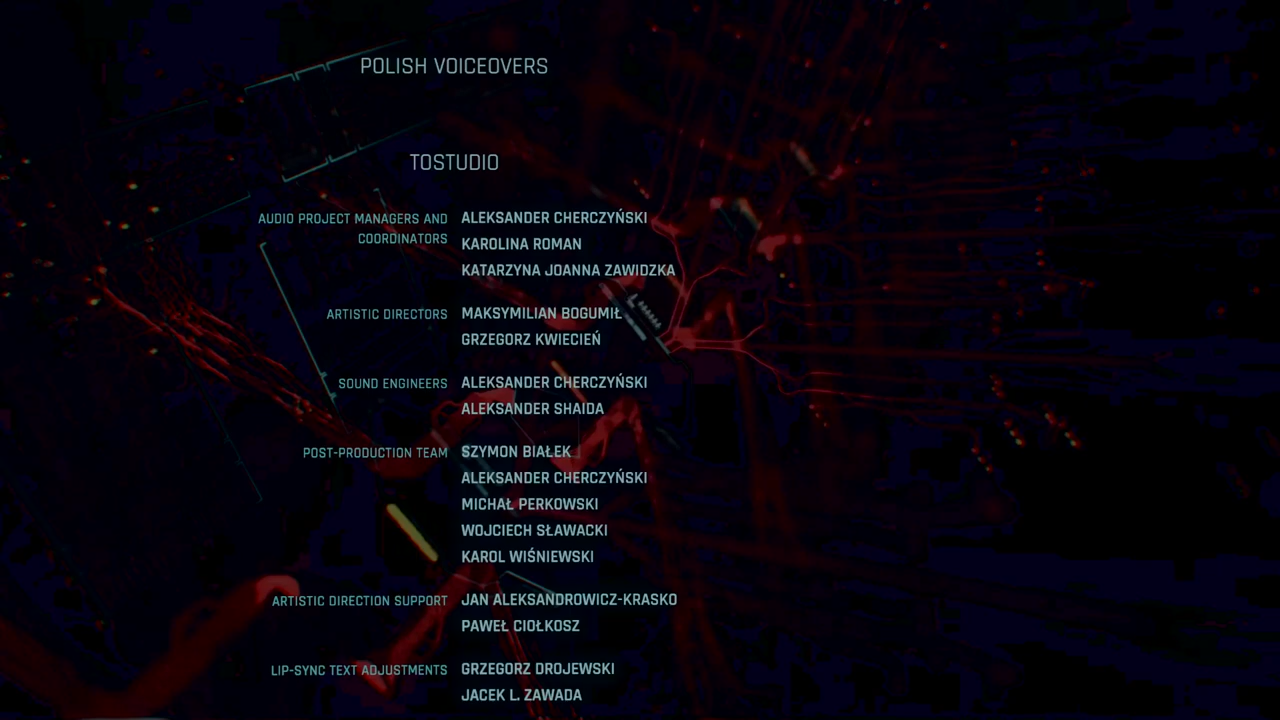 POLISH VOICEOVERS
TOSTUDIO
AUDIO PROJECT MANAGERS AND ALEKSANDER CHERCZYŃSKI
COORDINATORS KAROLINA ROMAN
KATARZYNA JOANNA ZAWIDZKA
ARTISTIC DIRECTORS MAKSYMILIAN BOGUMIŁ
GRZEGORZ KWIECIEŃ
SOUND ENGINEERS ALEKSANDER CHERCZYŃSKI
ALEKSANDER SHAIDA
POST-PRODUCTION TEAM SZYMON BIAŁEK
ALEKSANDER CHERCZYŃSKI
MICHAŁ PERKOWSKI
WOJCIECH SŁAWACKI
KAROL WIŚNIEWSKI
ARTISTIC DIRECTION SUPPORT JAN ALEKSANDROWICZ-KRASKO
PAWEŁ CIOŁKOSZ
LIP-SYNC TEXT ADJUSTMENTS GRZEGORZ DROJEWSKI
JACEK L. ZAWADA